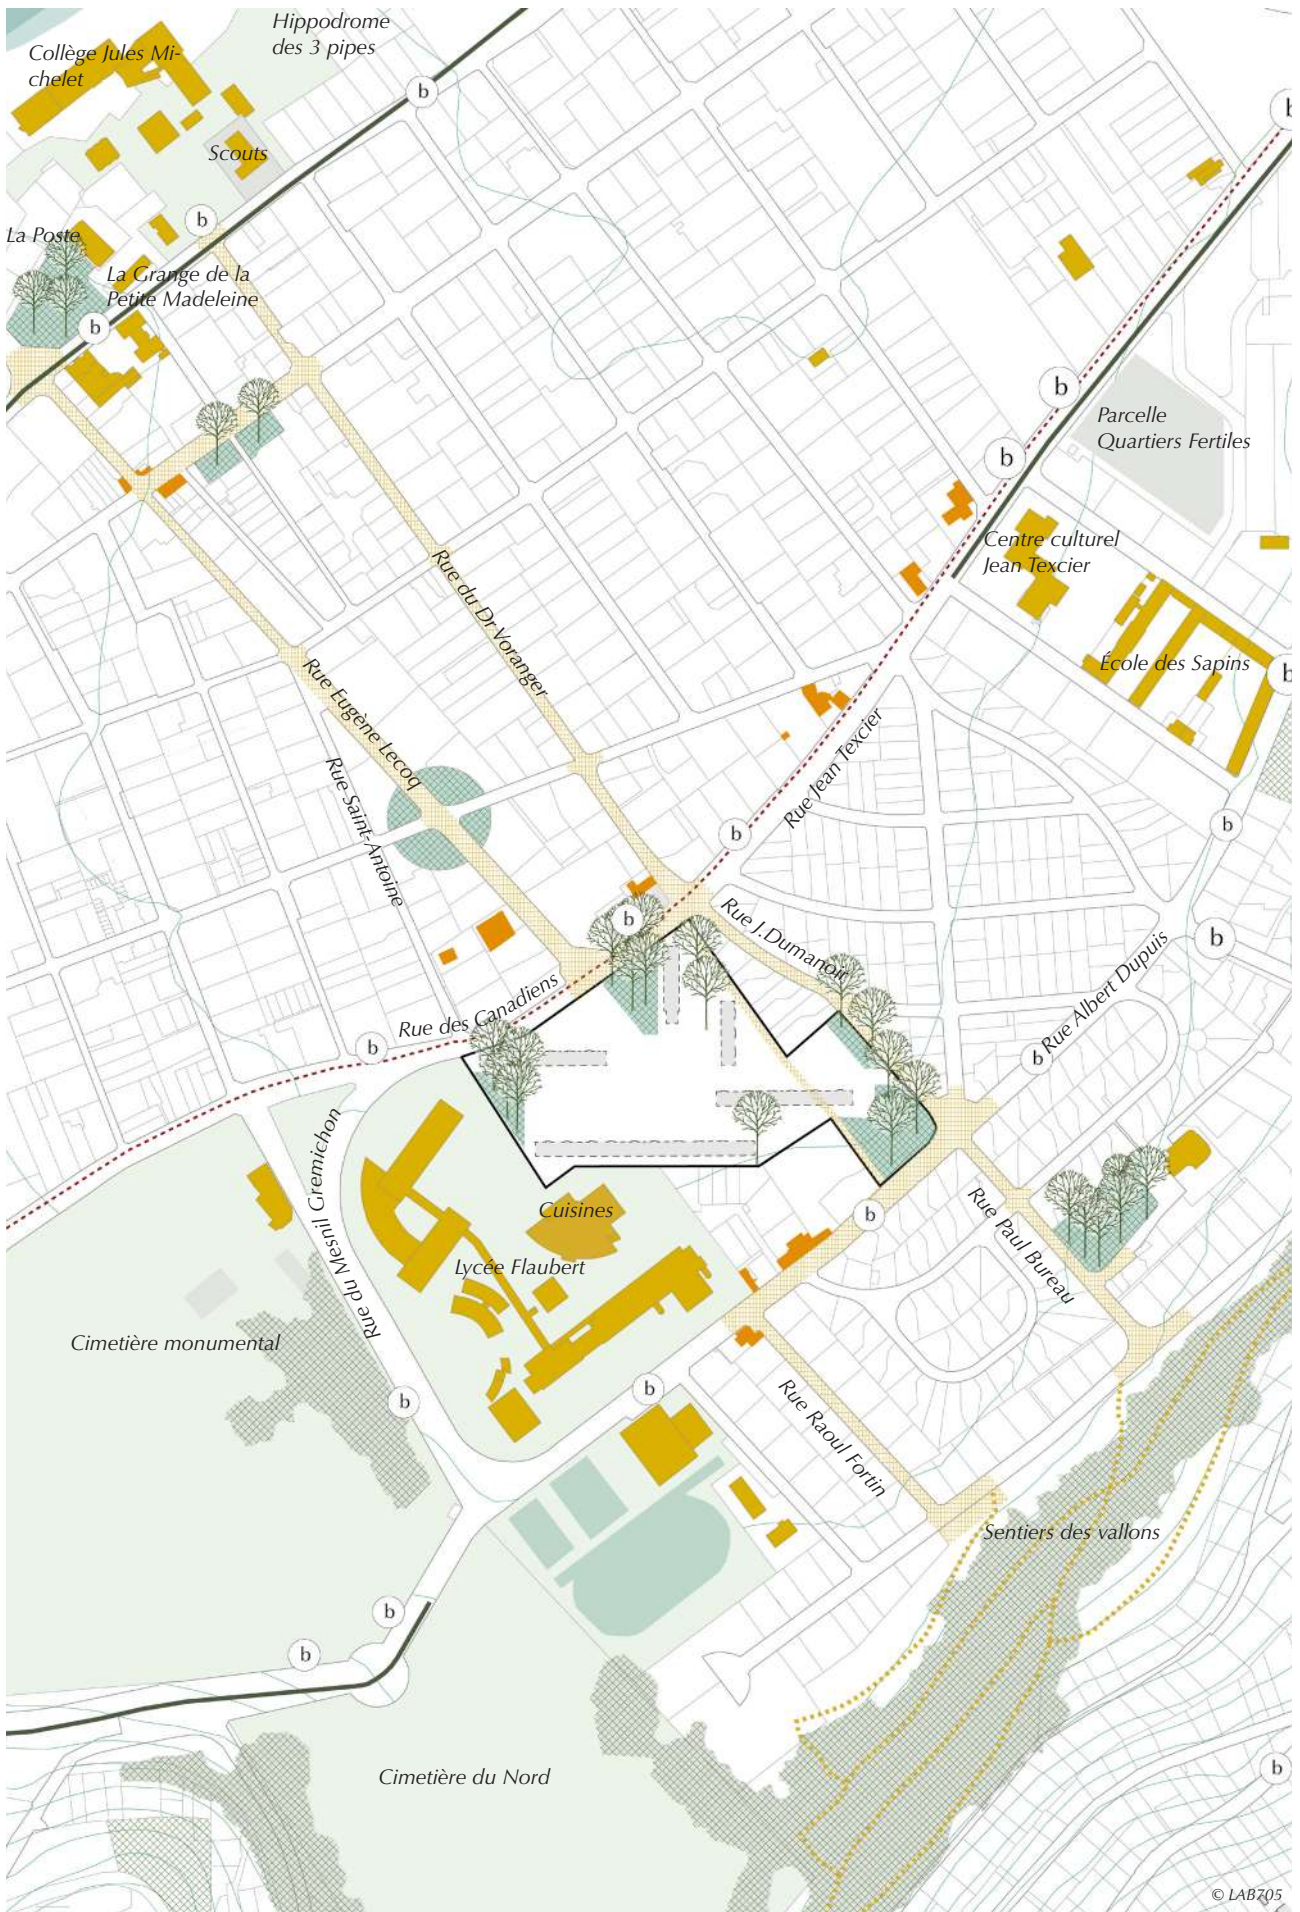 Hippodrome
des 3 pipes
Collège Jules Mi-
chelet
b
b
Scouts
b
La Poste
La Grange de la
Petite Madeleine
b
b
Parcelle
Quartiers Fertiles
b
Centre culturel
Jean Texcier
Rue du Dr Voranger
École des Sapins
b
Rue Eugène Lecoq
Rue Jean Texcier
Rue Saint-Antoine
b
b
Rue J.Dumanoir
b
b
Rue Albert Dupuis
Rue des Canadiens
b
b
Rue du Mesnil Gremichon
Cuisines
b
Rue Paul Bureau
Lycée Flaubert
Cimetière monumental
b
b
Rue Raoul Fortin
Sentiers des vallons
b
b
Cimetière du Nord
b
© LAB705